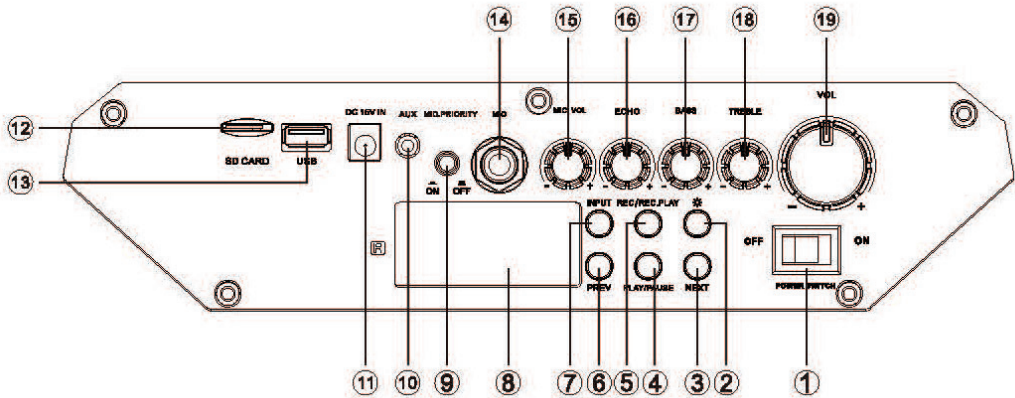 14 15 16 17 18 19
VOL
DC 15V IN AUX MIC.PRIORITY MIC MIC VOL ECHO BASS TREBLE
12
SD CARD USB
13
- + - + - + - + - +
ON OFF
INPUT REC/REC.PLAY
OFF ON
R
PREV PLAY/PAUSE NEXT
POWER SWITCH
11 10 9 8 7 6 5 4 3 2 1